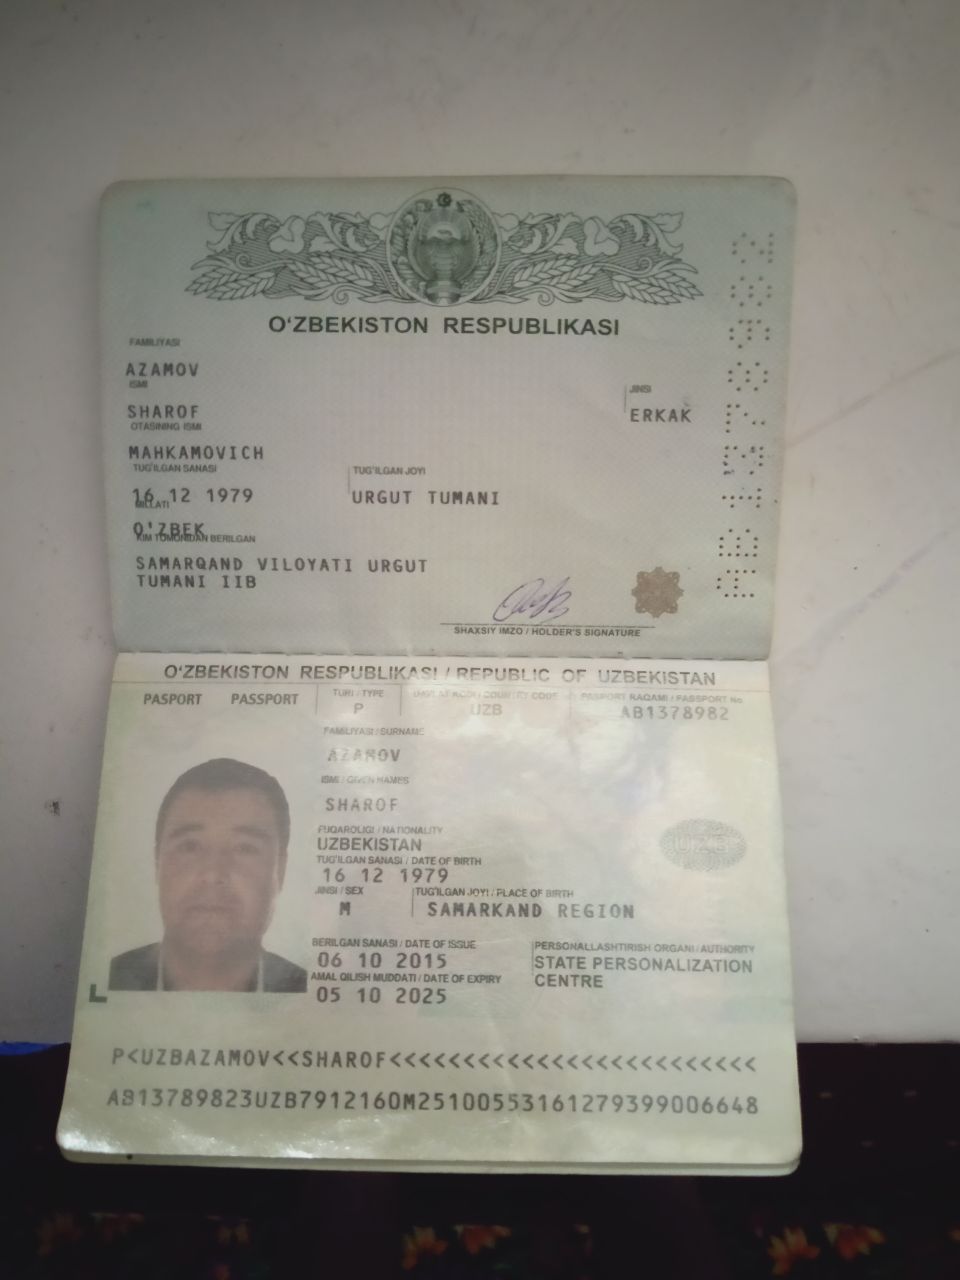 O‘ZBEKISTON RESPUBLIKASI
FAMILIYASI
AZAMOV
ISMI
SHAROF
OTASINING ISMI
MAHKAMOVICH
JINSI
ERKAK
TUG‘ILGAN SANASI
16 12 1979
TUG‘ILGAN JOYI
URGUT TUMANI
MILLATI
O'ZBEK
KIM TOMONIDAN BERILGAN
SAMARQAND VILOYATI URGUT
TUMANI IIB
SHAXSIY IMZO / HOLDER'S SIGNATURE
O‘ZBEKISTON RESPUBLIKASI / REPUBLIC OF UZBEKISTAN
PASPORT PASSPORT
TURI / TYPE
P
COUNTRY CODE
UZB
PASPORT RAQAMI / PASSPORT No
AB1378982
FAMILIYASI / SURNAME
AZAMOV
ISMI / GIVEN NAMES
SHAROF
FUQAROLIGI / NATIONALITY
UZBEKISTAN
TUG‘ILGAN SANASI / DATE OF BIRTH
16 12 1979
JINSI / SEX
M
TUG‘ILGAN JOYI / PLACE OF BIRTH
SAMARKAND REGION
BERILGAN SANASI / DATE OF ISSUE
06 10 2015
AMAL QILISH MUDDATI / DATE OF EXPIRY
05 10 2025
PERSONALLASHTIRISH ORGANI / AUTHORITY
STATE PERSONALIZATION
CENTRE
UZB
P<UZBAZAMOV<<SHAROF<<<<<<<<<<<<<<<<<<<<<<<<<
AB13789823UZB7912160M25100553161279399006648